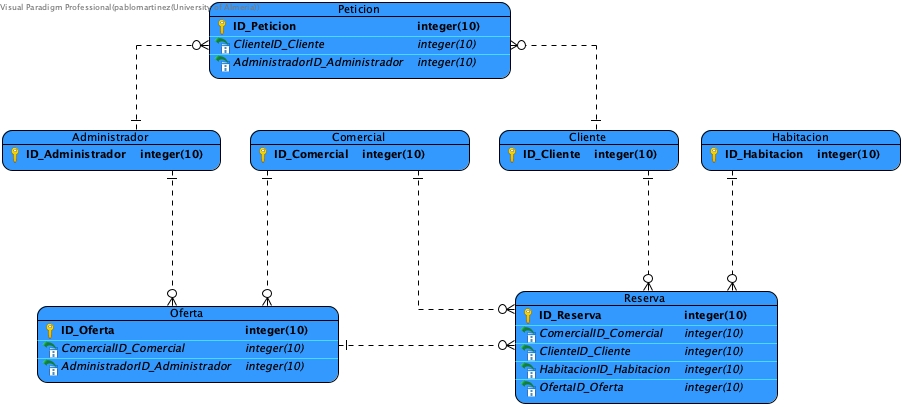 Visual Paradigm Professional(pablomartinez(University of
Peticion
ID_Peticion integer(10)
ClienteID_Cliente integer(10)
AdministradorID_Administrador integer(10)
Administrador
ID_Administrador integer(10)
Comercial
ID_Comercial integer(10)
Cliente
ID_Cliente integer(10)
Habitacion
ID_Habitacion integer(10)
Oferta
ID_Oferta integer(10)
ComercialID_Comercial integer(10)
AdministradorID_Administrador integer(10)
Reserva
ID_Reserva integer(10)
ComercialID_Comercial integer(10)
ClienteID_Cliente integer(10)
HabitacionID_Habitacion integer(10)
OfertaID_Oferta integer(10)